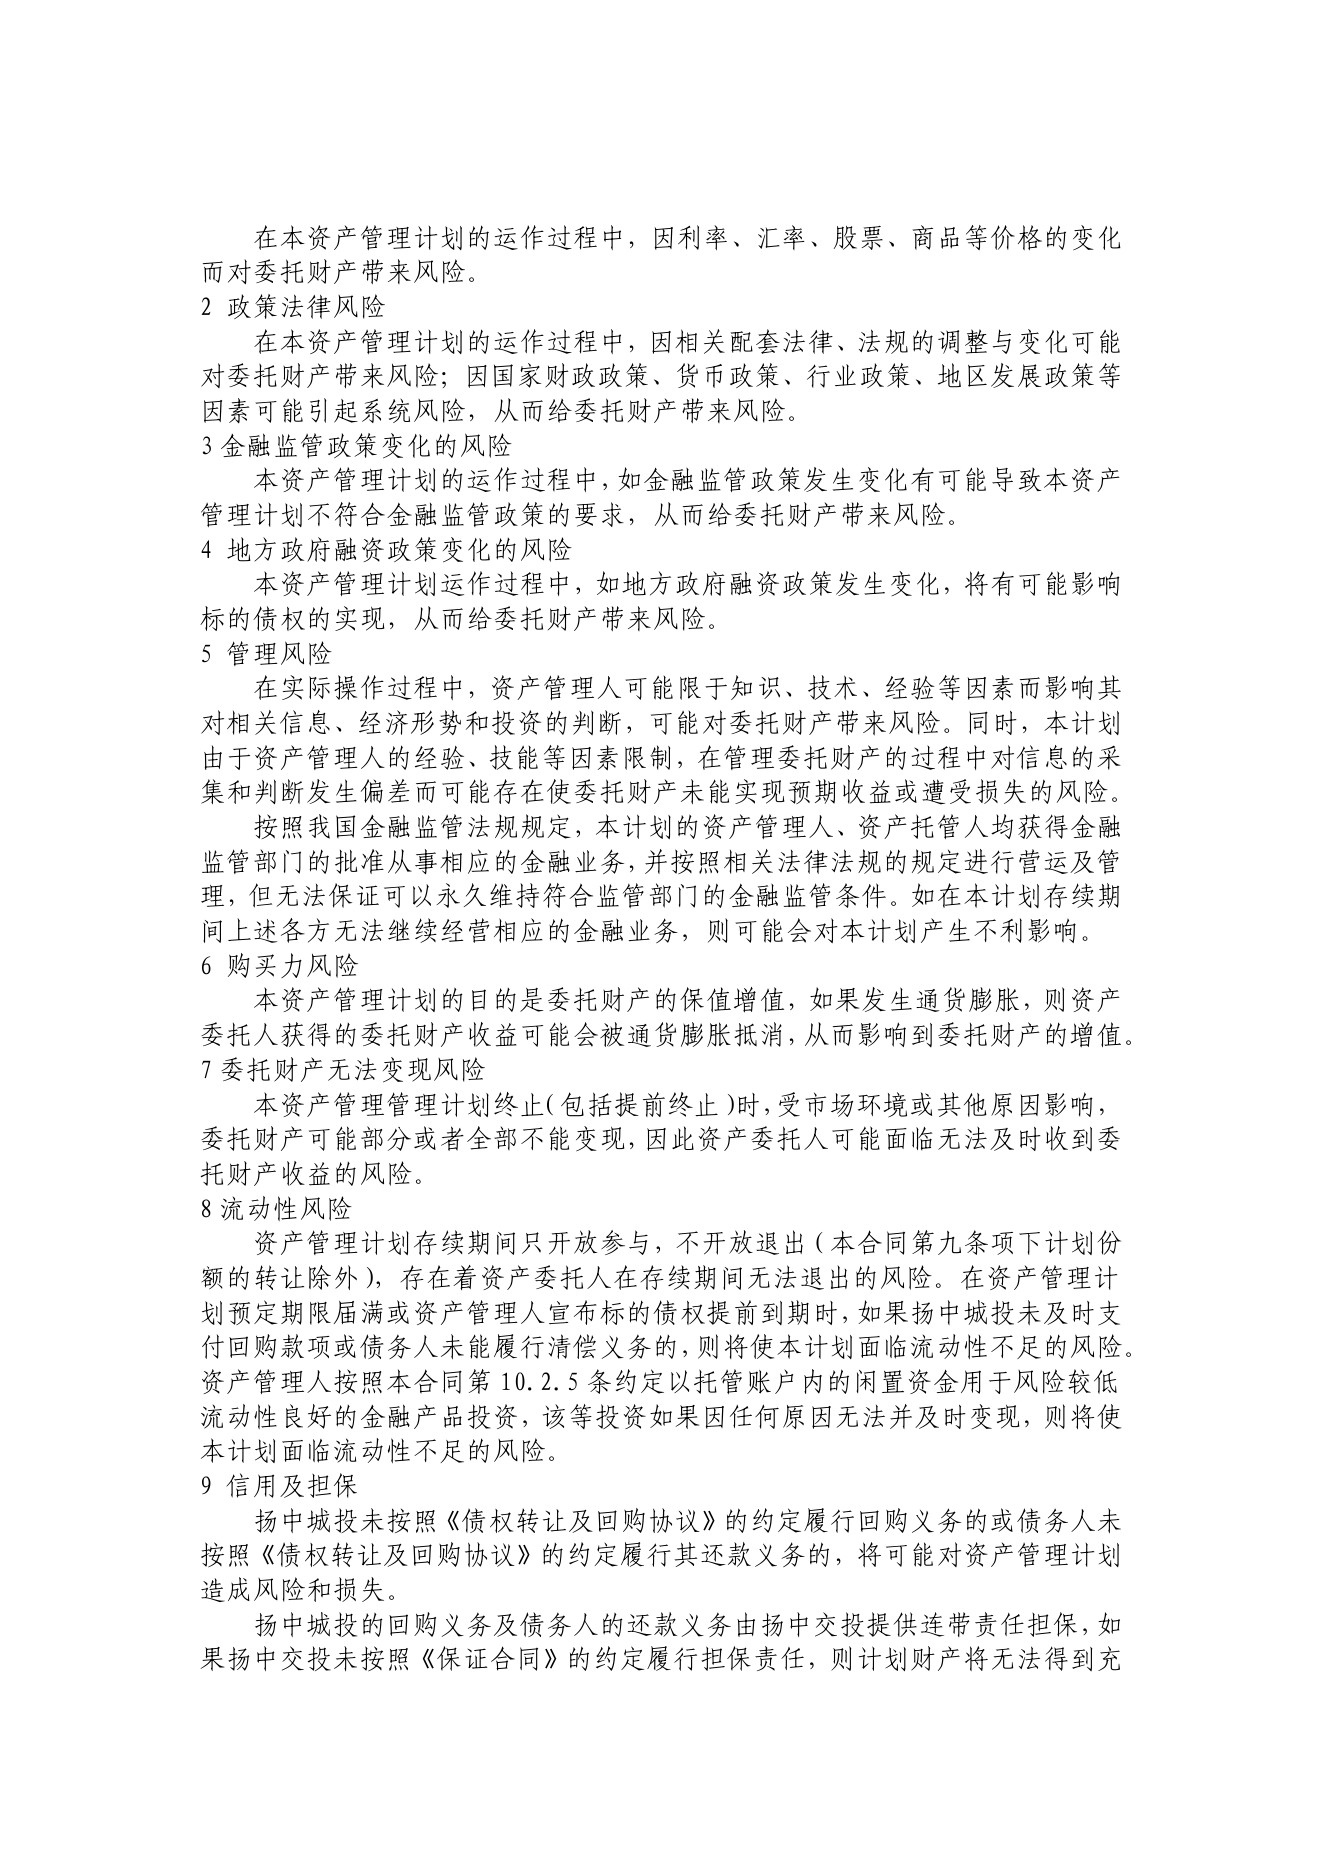 在本资产管理计划的运作过程中，因利率、汇率、股票、商品等价格的变化
而对委托财产带来风险。
2 政策法律风险
在本资产管理计划的运作过程中，因相关配套法律、法规的调整与变化可能
对委托财产带来风险；因国家财政政策、货币政策、行业政策、地区发展政策等
因素可能引起系统风险，从而给委托财产带来风险。
3金融监管政策变化的风险
本资产管理计划的运作过程中，如金融监管政策发生变化有可能导致本资产
管理计划不符合金融监管政策的要求，从而给委托财产带来风险。
4 地方政府融资政策变化的风险
本资产管理计划运作过程中，如地方政府融资政策发生变化，将有可能影响
标的债权的实现，从而给委托财产带来风险。
5 管理风险
在实际操作过程中，资产管理人可能限于知识、技术、经验等因素而影响其
对相关信息、经济形势和投资的判断，可能对委托财产带来风险。同时，本计划
由于资产管理人的经验、技能等因素限制，在管理委托财产的过程中对信息的采
集和判断发生偏差而可能存在使委托财产未能实现预期收益或遭受损失的风险。
按照我国金融监管法规规定，本计划的资产管理人、资产托管人均获得金融
监管部门的批准从事相应的金融业务，并按照相关法律法规的规定进行营运及管
理，但无法保证可以永久维持符合监管部门的金融监管条件。如在本计划存续期
间上述各方无法继续经营相应的金融业务，则可能会对本计划产生不利影响。
6 购买力风险
本资产管理计划的目的是委托财产的保值增值，如果发生通货膨胀，则资产
委托人获得的委托财产收益可能会被通货膨胀抵消，从而影响到委托财产的增值。
7委托财产无法变现风险
本资产管理管理计划终止(包括提前终止)时，受市场环境或其他原因影响，
委托财产可能部分或者全部不能变现，因此资产委托人可能面临无法及时收到委
托财产收益的风险。
8流动性风险
资产管理计划存续期间只开放参与，不开放退出(本合同第九条项下计划份
额的转让除外)，存在着资产委托人在存续期间无法退出的风险。在资产管理计
划预定期限届满或资产管理人宣布标的债权提前到期时，如果扬中城投未及时支
付回购款项或债务人未能履行清偿义务的，则将使本计划面临流动性不足的风险。
资产管理人按照本合同第10.2.5条约定以托管账户内的闲置资金用于风险较低
流动性良好的金融产品投资，该等投资如果因任何原因无法并及时变现，则将使
本计划面临流动性不足的风险。
9 信用及担保
扬中城投未按照《债权转让及回购协议》的约定履行回购义务的或债务人未
按照《债权转让及回购协议》的约定履行其还款义务的，将可能对资产管理计划
造成风险和损失。
扬中城投的回购义务及债务人的还款义务由扬中交投提供连带责任担保，如
果扬中交投未按照《保证合同》的约定履行担保责任，则计划财产将无法得到充